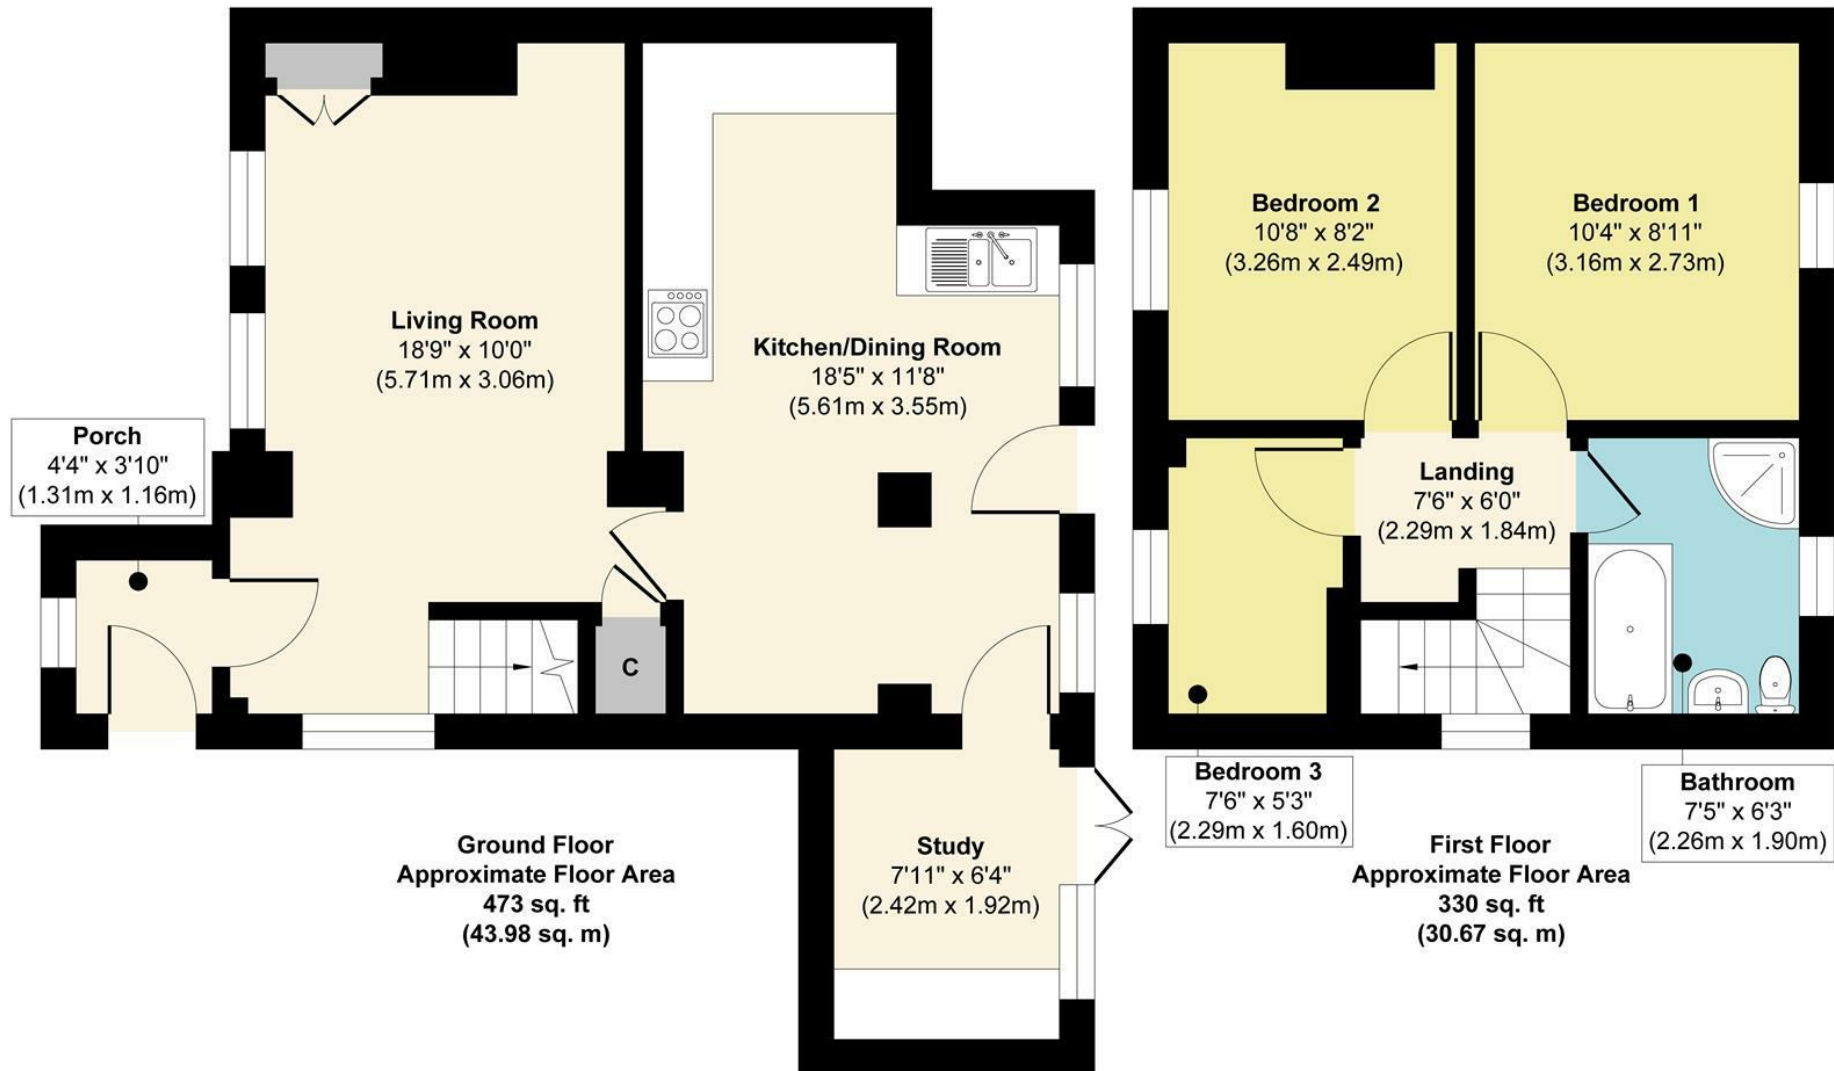 Living Room
18'9" x 10'0"
(5.71m x 3.06m)
Kitchen/Dining Room
18'5" x 11'8"
(5.61m x 3.55m)
Porch
4'4" x 3'10"
(1.31m x 1.16m)
C
Study
7'11" x 6'4"
(2.42m x 1.92m)
Ground Floor
Approximate Floor Area
473 sq. ft
(43.98 sq. m)
Bedroom 2
10'8" x 8'2"
(3.26m x 2.49m)
Bedroom 1
10'4" x 8'11"
(3.16m x 2.73m)
Landing
7'6" x 6'0"
(2.29m x 1.84m)
Bedroom 3
7'6" x 5'3"
(2.29m x 1.60m)
Bathroom
7'5" x 6'3"
(2.26m x 1.90m)
First Floor
Approximate Floor Area
330 sq. ft
(30.67 sq. m)